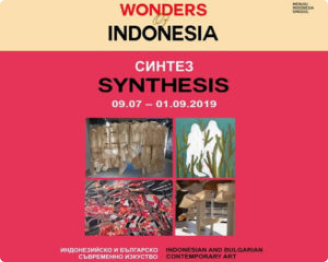 WONDERS
of
INDONESIA
СИНТЕЗ
SYNTHESIS
09.07 – 01.09.2019
ИНДОНЕЗИЙСКО И БЪЛГАРСКО
СЪВРЕМЕННО ИЗКУСТВО
INDONESIAN AND BULGARIAN
CONTEMPORARY ART